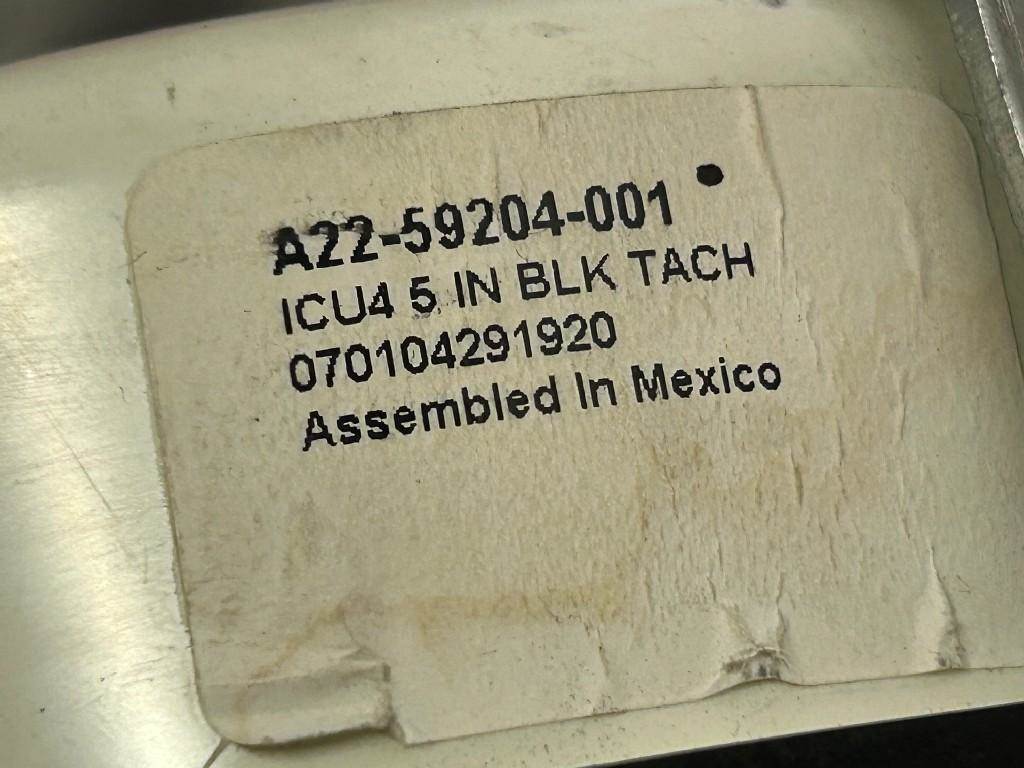 A22-59204-001
ICU4 5 IN BLK TACH
070104291920
Assembled In Mexico